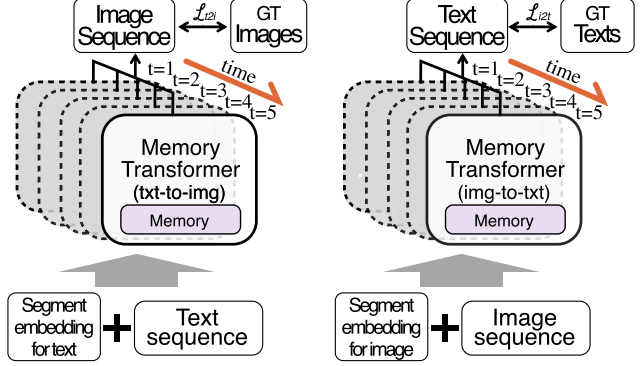 Image
Sequence
ℒt2i
GT
Images
t=1
t=2
t=3
t=4
t=5
time
Memory
Transformer
(txt-to-img)
Memory
Segment
embedding
for text
+
Text
sequence
Text
Sequence
ℒi2t
GT
Texts
t=1
t=2
t=3
t=4
t=5
time
Memory
Transformer
(img-to-txt)
Memory
Segment
embedding
for image
+
Image
sequence